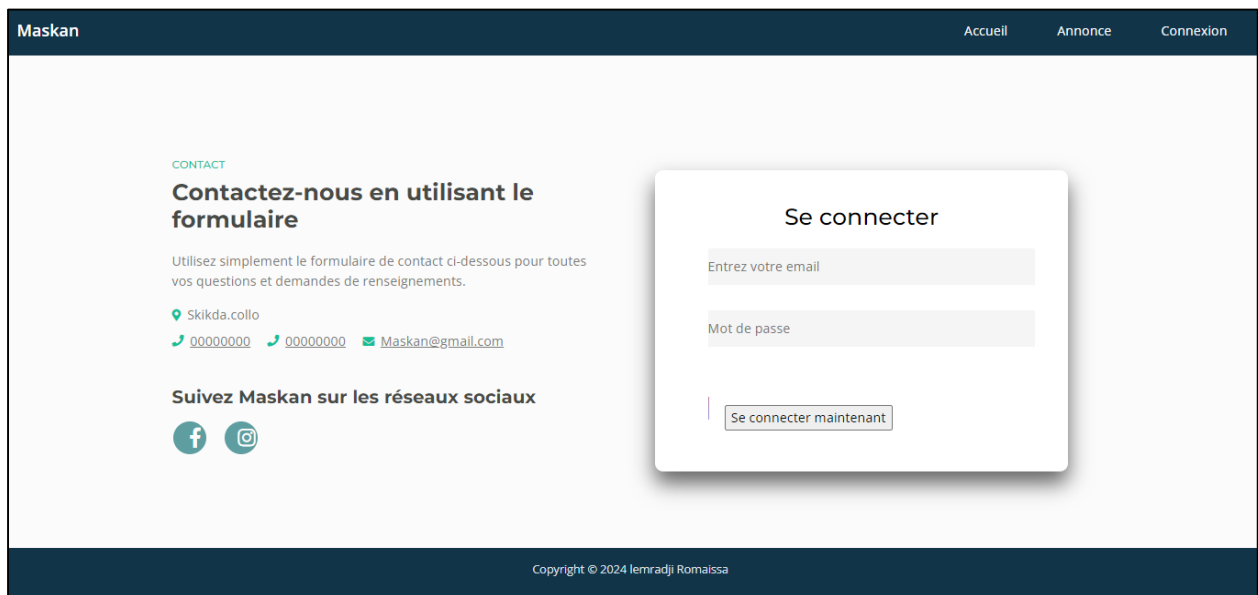 Maskan
Accueil
Annonce
Connexion
CONTACT
Contactez-nous en utilisant le
formulaire
Utilisez simplement le formulaire de contact ci-dessous pour toutes
vos questions et demandes de renseignements.
Skikda.collo
00000000 00000000 Maskan@gmail.com
Suivez Maskan sur les réseaux sociaux
Se connecter
Entrez votre email
Mot de passe
Se connecter maintenant
Copyright © 2024 lemradji Romaissa